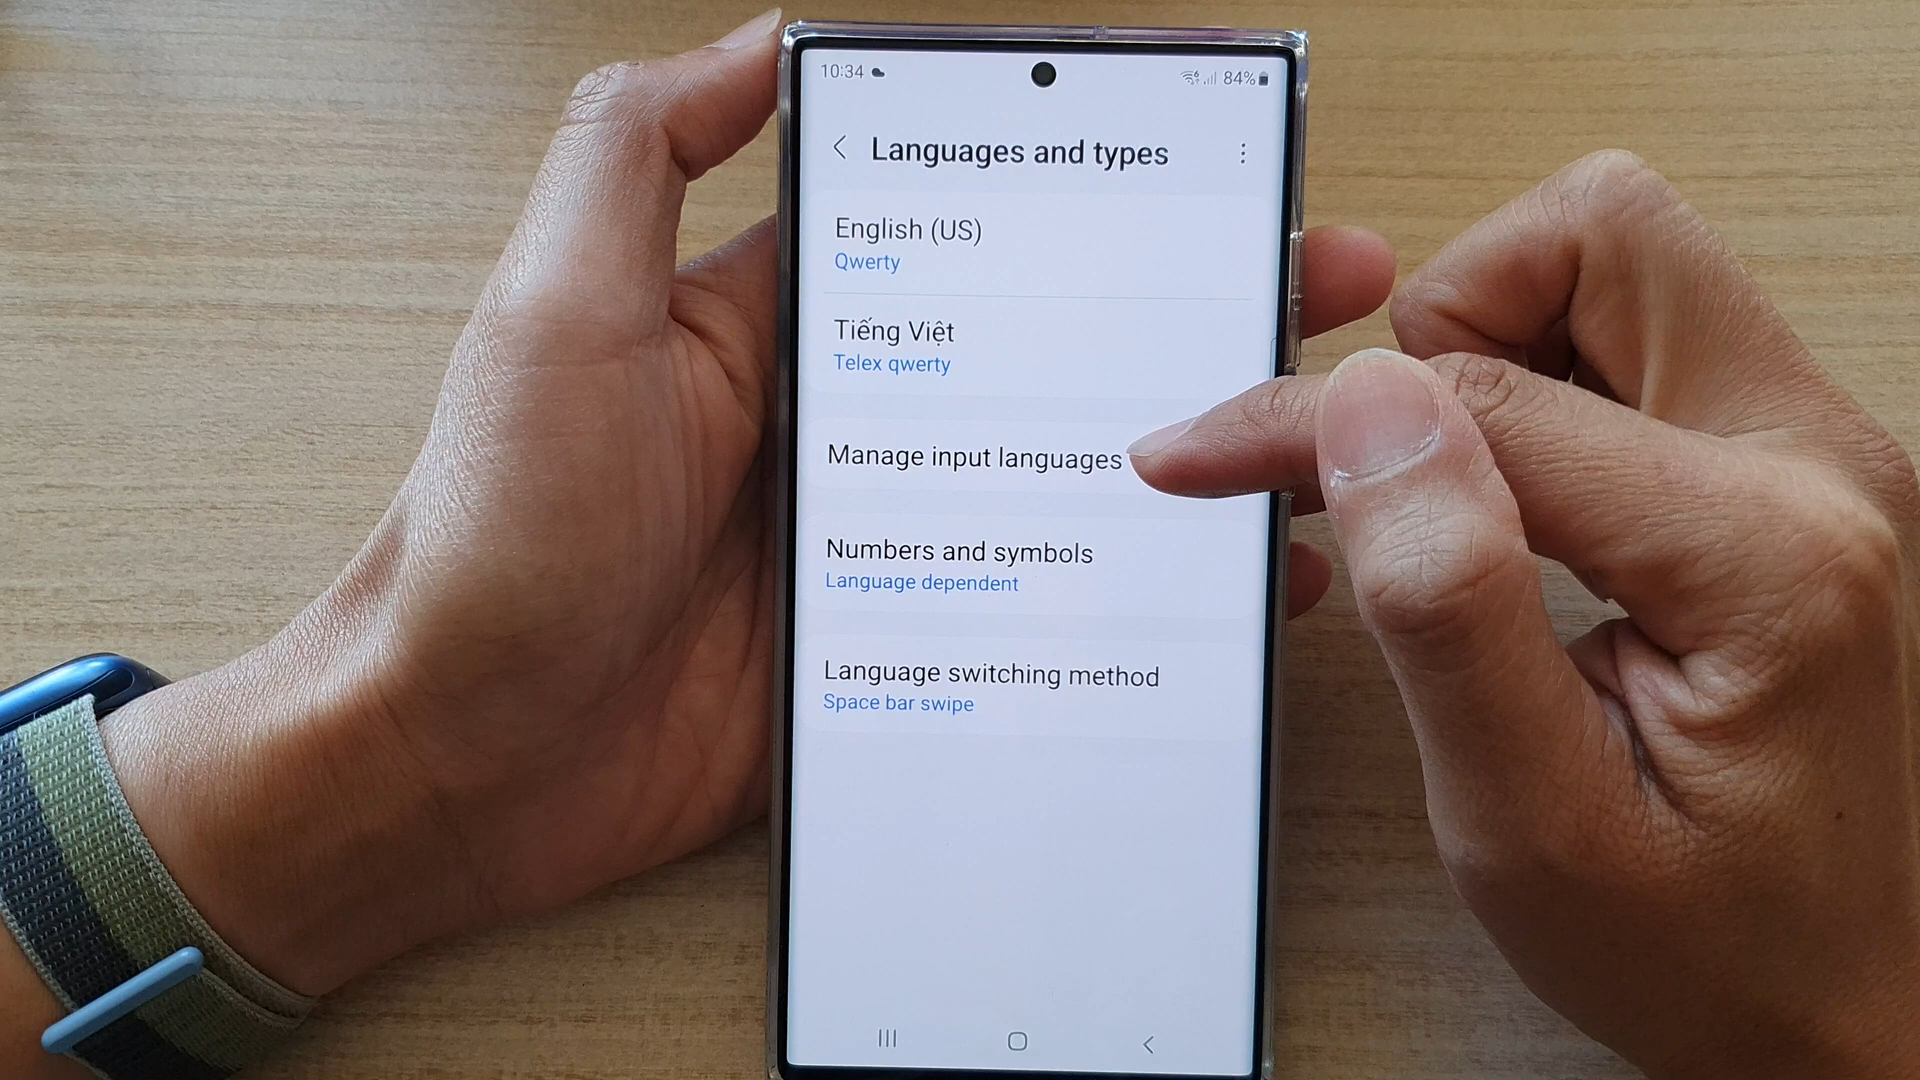 10:34
84%
Languages and types
English (US)
Qwerty
Tiếng Việt
Telex qwerty
Manage input languages
Numbers and symbols
Language dependent
Language switching method
Space bar swipe